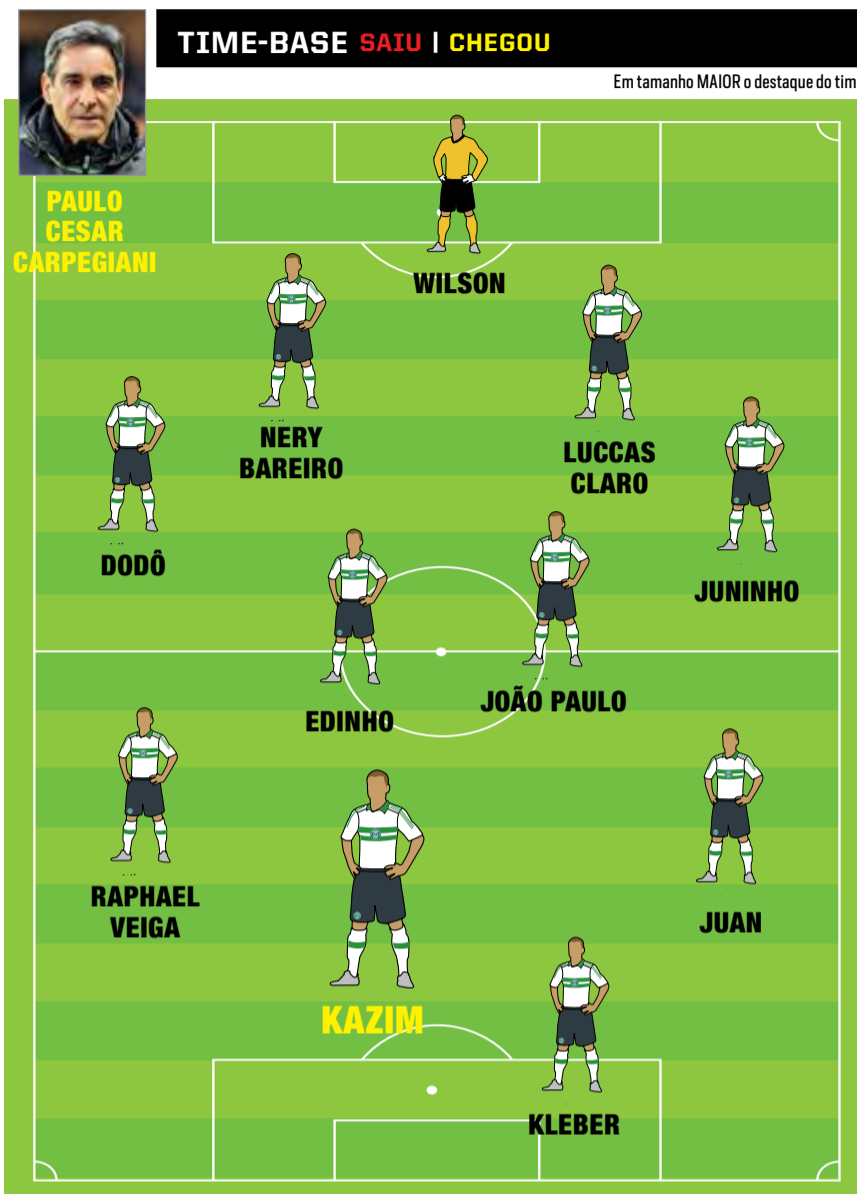 TIME-BASE SAIU | CHEGOU
Em tamanho MAIOR o destaque do tim
PAULO
CESAR
CARPEGIANI
WILSON
NERY
BAREIRO
LUCCAS
CLARO
DODÔ
JUNINHO
EDINHO
JOÃO PAULO
RAPHAEL
VEIGA
JUAN
KAZIM
KLEBER